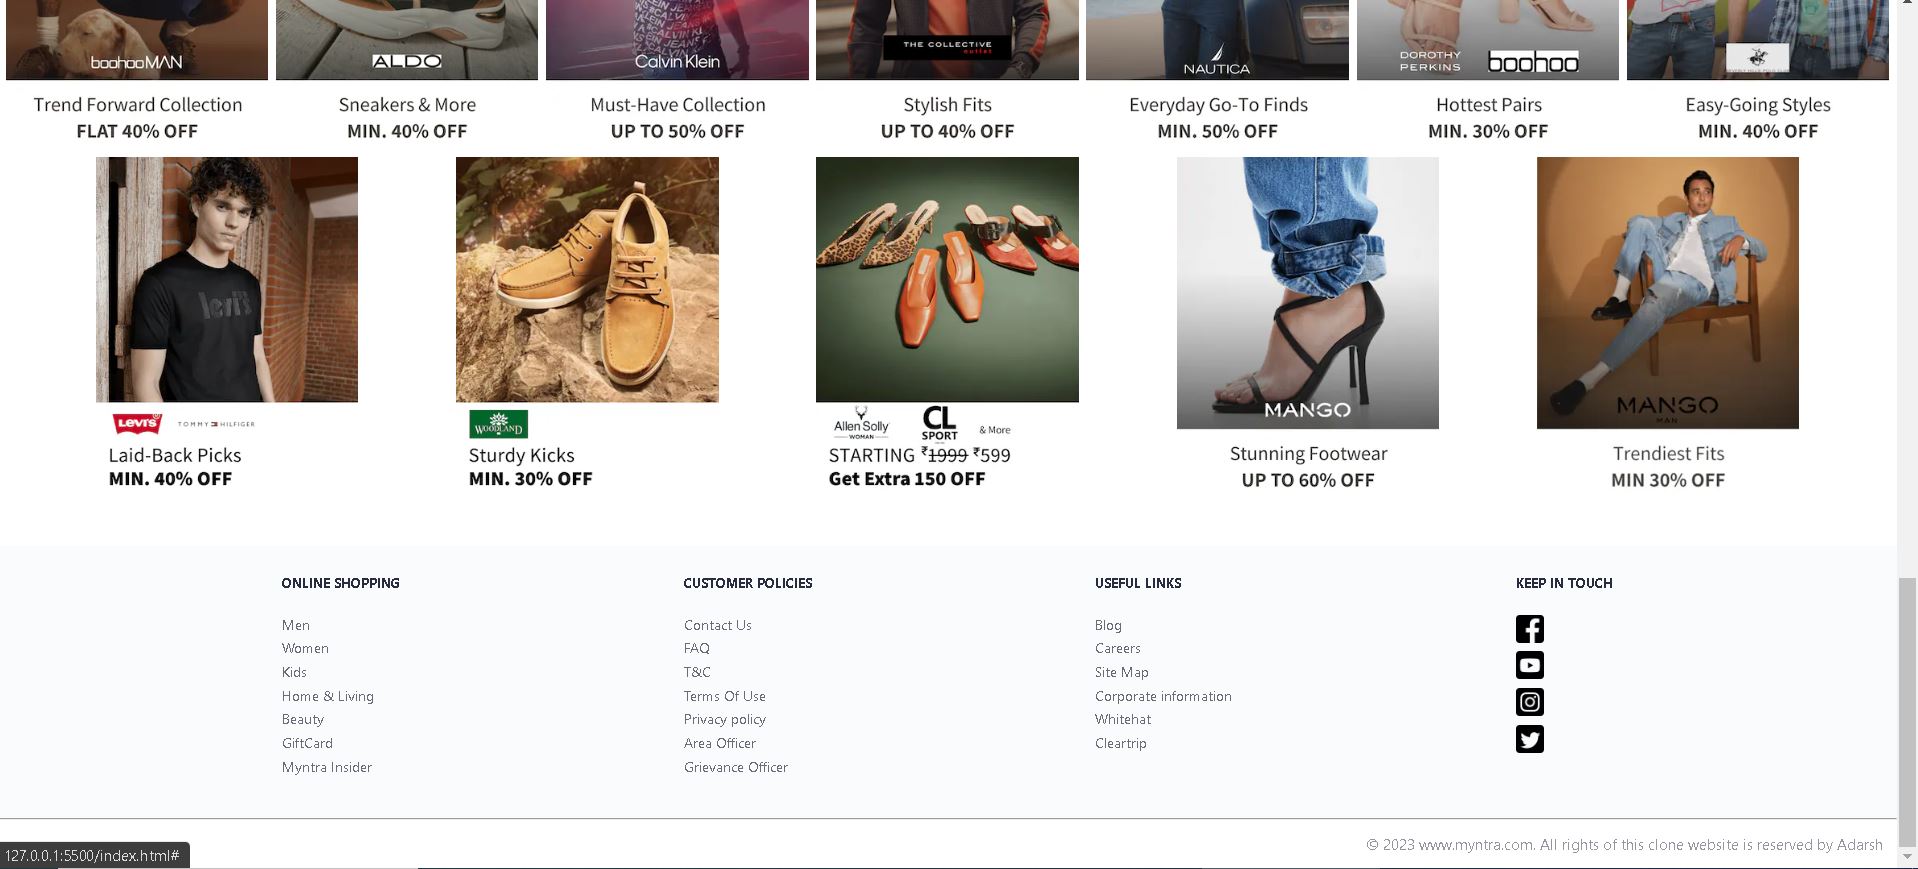 boohooMAN
ALDO
Calvin Klein
THE COLLECTIVE
outlet
NAUTICA
DOROTHY
PERKINS
boohoo
Trend Forward Collection
FLAT 40% OFF
Sneakers & More
MIN. 40% OFF
Must-Have Collection
UP TO 50% OFF
Stylish Fits
UP TO 40% OFF
Everyday Go-To Finds
MIN. 50% OFF
Hottest Pairs
MIN. 30% OFF
Easy-Going Styles
MIN. 40% OFF
levi's
LEVI'S
TOMMY HILFIGER
Laid-Back Picks
MIN. 40% OFF
WOODLAND
Sturdy Kicks
MIN. 30% OFF
Allen Solly
WOMAN
CL
SPORT
& More
STARTING ₹1999 ₹599
Get Extra 150 OFF
MANGO
Stunning Footwear
UP TO 60% OFF
MANGO
MAN
Trendiest Fits
MIN 30% OFF
ONLINE SHOPPING
Men
Women
Kids
Home & Living
Beauty
GiftCard
Myntra Insider
CUSTOMER POLICIES
Contact Us
FAQ
T&C
Terms Of Use
Privacy policy
Area Officer
Grievance Officer
USEFUL LINKS
Blog
Careers
Site Map
Corporate information
Whitehat
Cleartrip
KEEP IN TOUCH
© 2023 www.myntra.com. All rights of this clone website is reserved by Adarsh
127.0.0.1:5500/index.html#